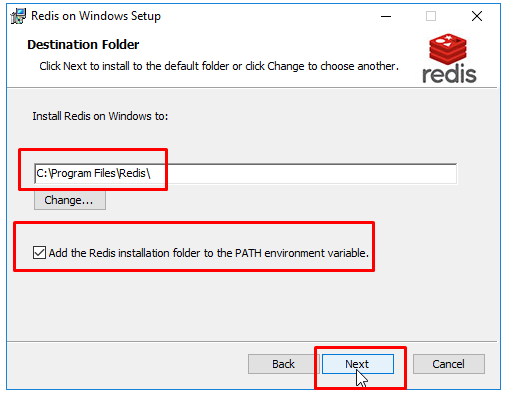 Redis on Windows Setup
Destination Folder
Click Next to install to the default folder or click Change to choose another.
redis
Install Redis on Windows to:
C:\Program Files\Redis\
Change...
Add the Redis installation folder to the PATH environment variable.
Back
Next
Cancel